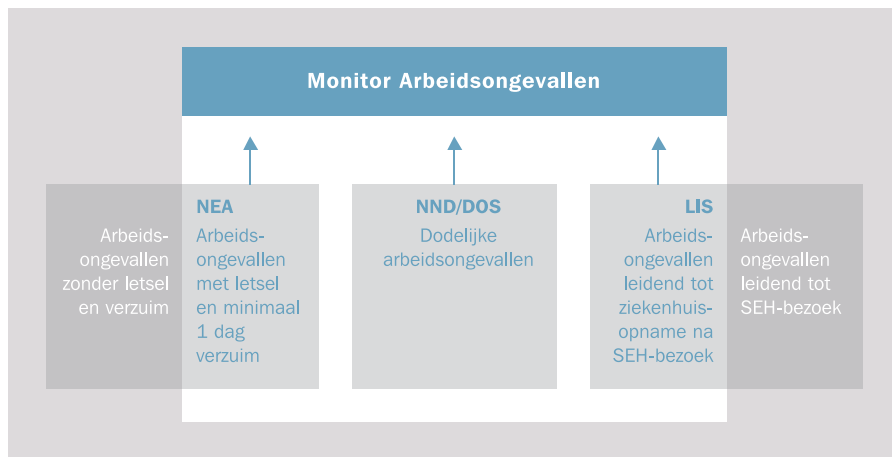 Monitor Arbeidsongevallen
Arbeids-
ongevallen
zonder letsel
en verzuim
NEA
Arbeids-
ongevallen
met letsel
en minimaal
1 dag
verzuim
NND/DOS
Dodelijke
arbeidsongevallen
LIS
Arbeids-
ongevallen
leidend tot
ziekenhuis-
opname na
SEH-bezoek
Arbeids-
ongevallen
leidend tot
SEH-bezoek